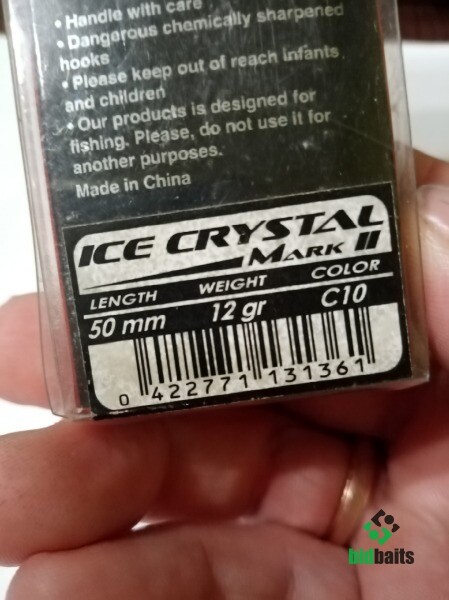 • Handle with care
• Dangerous chemically sharpened
hooks
• Please keep out of reach infants
and children
• Our products is designed for
fishing. Please, do not use it for
another purposes.
Made in China
ICE CRYSTAL
MARK II
LENGTH WEIGHT COLOR
50 mm 12 gr C10
0 422771 131361
bidbaits